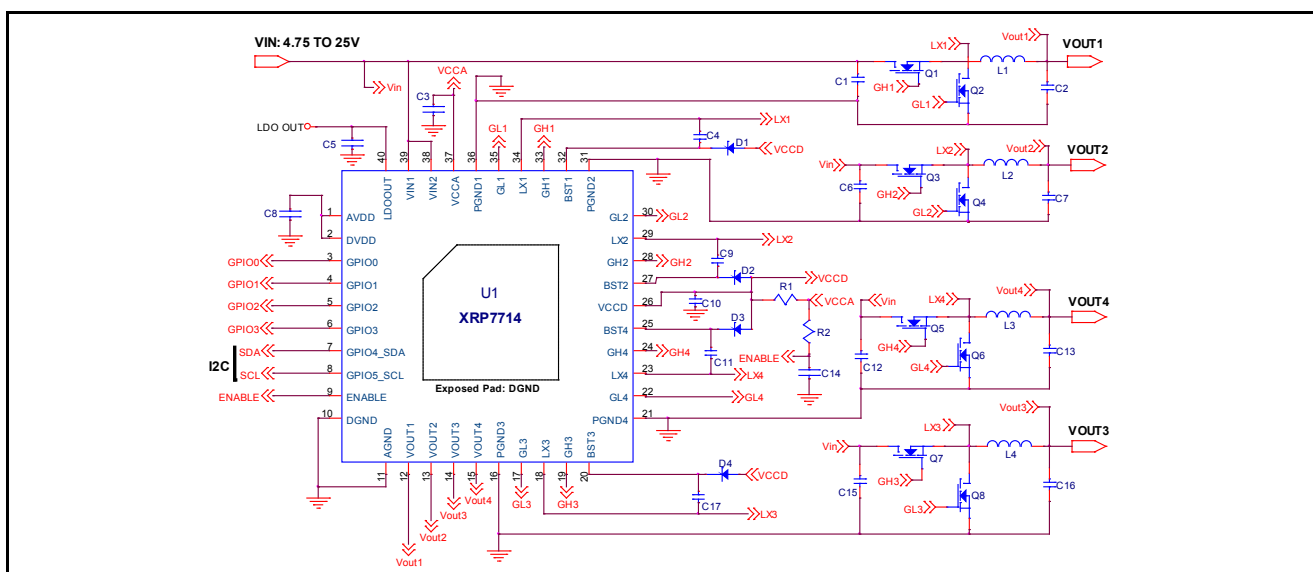 VIN: 4.75 TO 25V
Vin
VCCA
C3
LDO OUT
C5
GL1
GH1
C4
LX1
D1
VCCD
C1
Q1
GH1
LX1
GL1
Q2
L1
Vout1
VOUT1
C2
40 39 38 37 36 35 34 33 32 31
LDOOUT VIN1 VIN2 VCCA PGND1 GL1 LX1 GH1 BST1 PGND2
Vin
C6
Q3
GH2
LX2
GL2
Q4
L2
Vout2
VOUT2
C7
C8
1 AVDD
2 DVDD
GPIO0 3 GPIO0
GPIO1 4 GPIO1
GPIO2 5 GPIO2
GPIO3 6 GPIO3
I2C
SDA 7 GPIO4_SDA
SCL 8 GPIO5_SCL
ENABLE 9 ENABLE
10 DGND
U1
XRP7714
Exposed Pad: DGND
GL2 30 GL2
LX2 29 LX2
C9
GH2 28 GH2
BST2 27 D2 VCCD
VCCD 26 C10
R1 VCCA
BST4 25 D3
R2
GH4 24 GH4
C11
ENABLE
LX4 23 LX4
C14
GL4 22 GL4
PGND4 21
Vin
C12
Q5
GH4
LX4
GL4
Q6
L3
Vout4
VOUT4
C13
AGND VOUT1 VOUT2 VOUT3 VOUT4 PGND3 GL3 LX3 GH3 BST3
11 12 13 14 15 16 17 18 19 20
Vout1
Vout2
Vout3
Vout4
GL3
GH3
D4
VCCD
C17
LX3
Vin
C15
Q7
GH3
LX3
GL3
Q8
L4
Vout3
VOUT3
C16